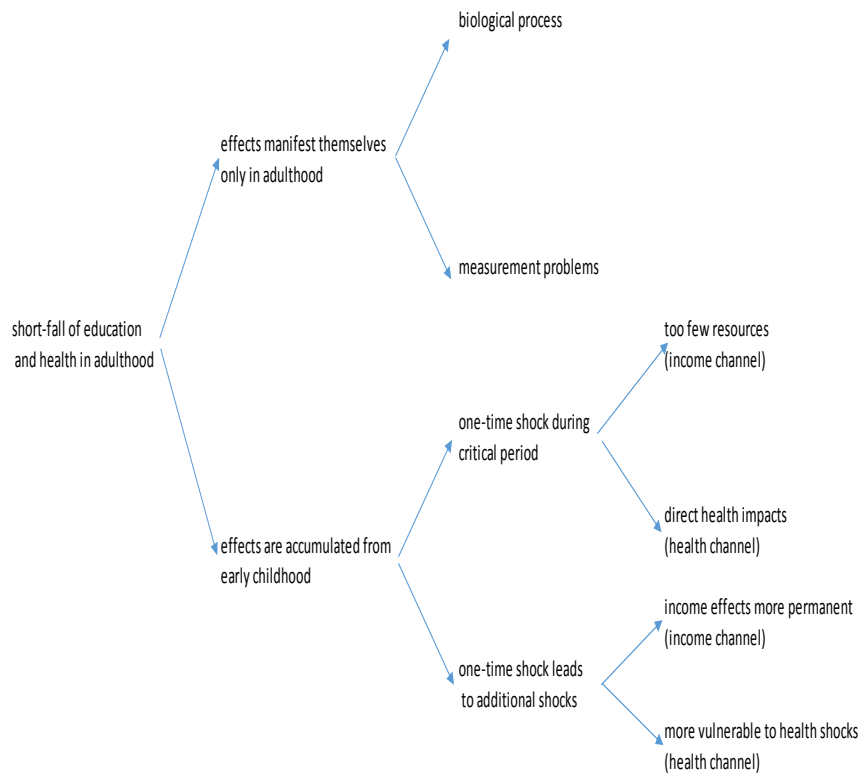 biological process
effects manifest themselves
only in adulthood
measurement problems
short-fall of education
and health in adulthood
too few resources
(income channel)
one-time shock during
critical period
direct health impacts
(health channel)
effects are accumulated from
early childhood
income effects more permanent
(income channel)
one-time shock leads
to additional shocks
more vulnerable to health shocks
(health channel)